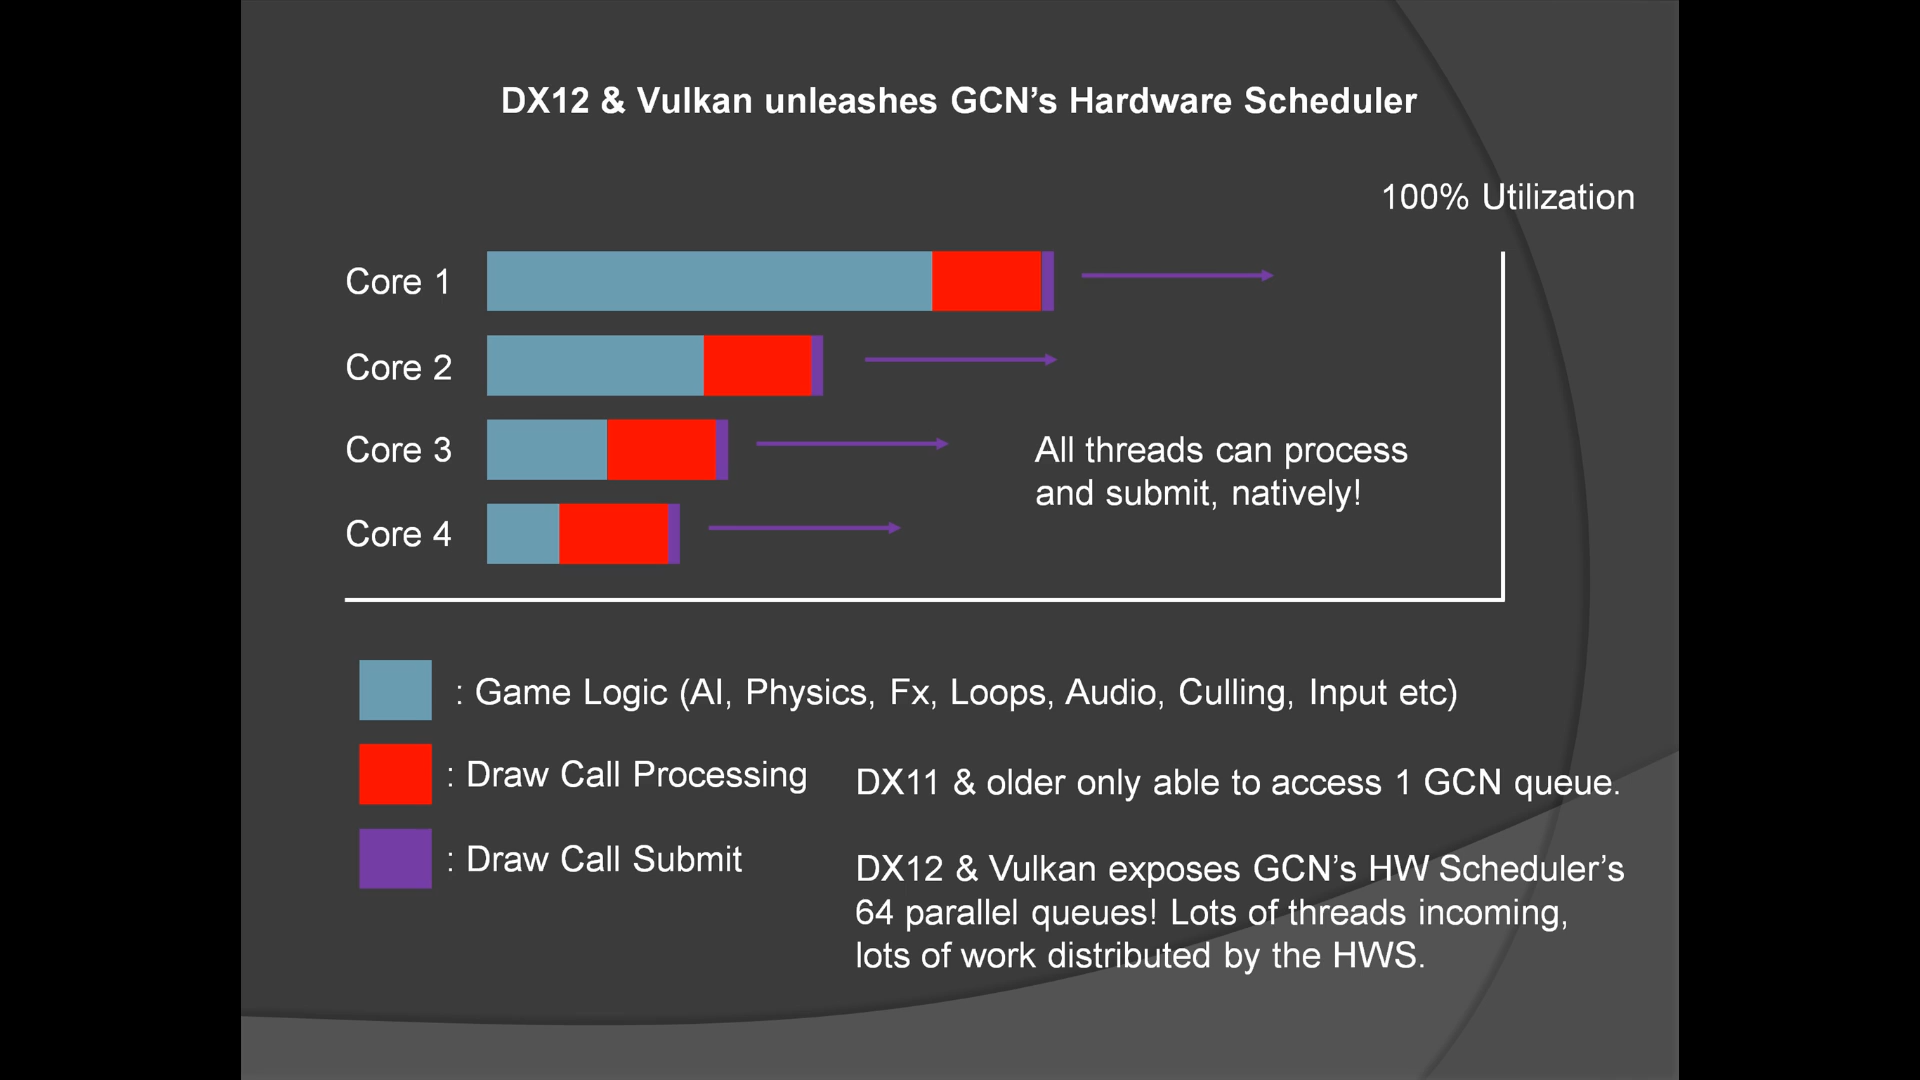 DX12 & Vulkan unleashes GCN’s Hardware Scheduler
100% Utilization
Core 1
Core 2
Core 3
Core 4
All threads can process
and submit, natively!
: Game Logic (AI, Physics, Fx, Loops, Audio, Culling, Input etc)
: Draw Call Processing
: Draw Call Submit
DX11 & older only able to access 1 GCN queue.
DX12 & Vulkan exposes GCN’s HW Scheduler’s
64 parallel queues! Lots of threads incoming,
lots of work distributed by the HWS.